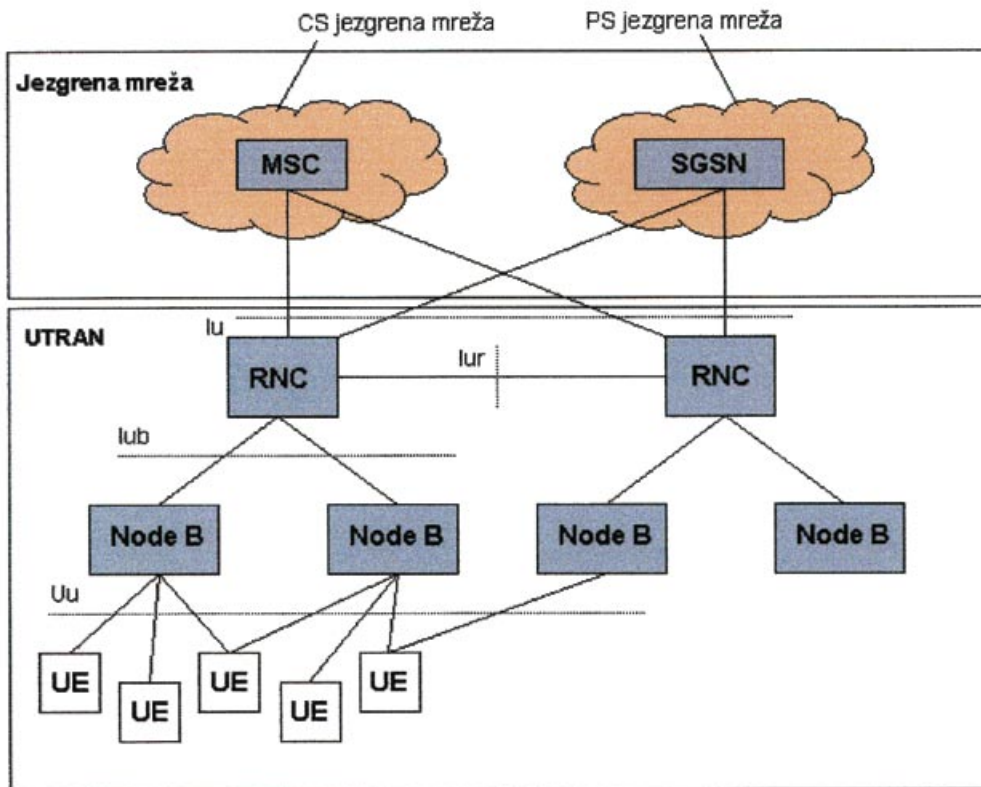 CS jezgrena mreža
PS jezgrena mreža
Jezgrena mreža
MSC
SGSN
UTRAN
Iu
RNC
Iur
RNC
Iub
Node B
Node B
Node B
Node B
Uu
UE
UE
UE
UE
UE